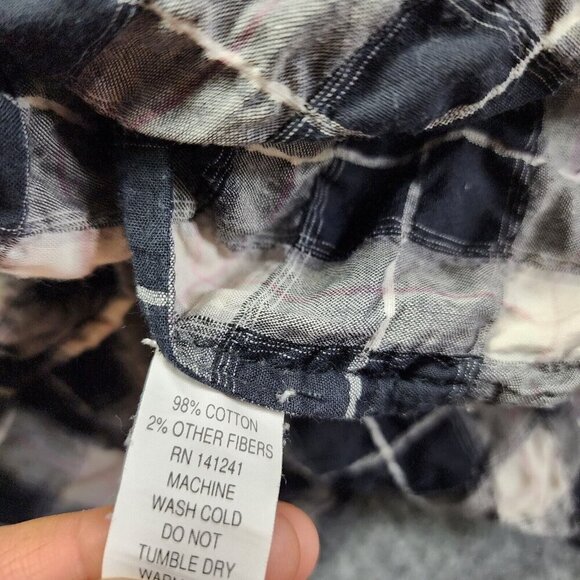 98% COTTON
2% OTHER FIBERS
RN 141241
MACHINE
WASH COLD
DO NOT
TUMBLE DRY